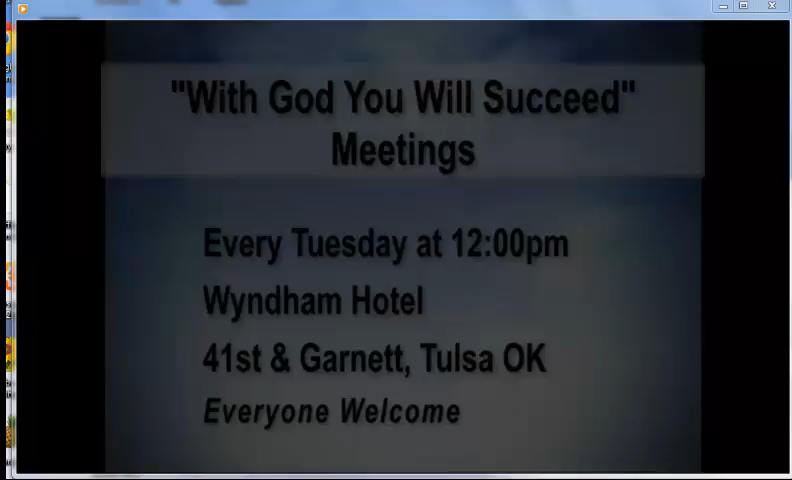 "With God You Will Succeed"
Meetings
Every Tuesday at 12:00pm
Wyndham Hotel
41st & Garnett, Tulsa OK
Everyone Welcome